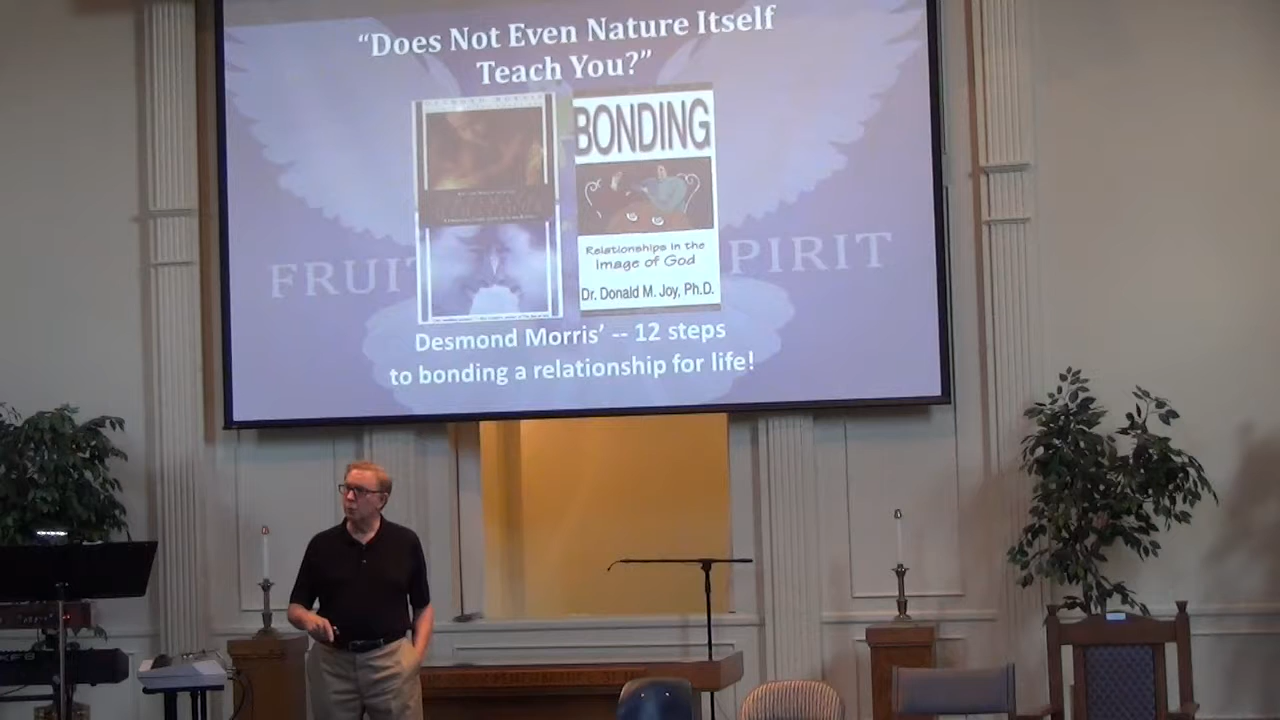 “Does Not Even Nature Itself
Teach You?”
BONDING
Relationships in the
Image of God
Dr. Donald M. Joy, Ph.D.
FRUIT
PIRIT
Desmond Morris’ -- 12 steps
to bonding a relationship for life!